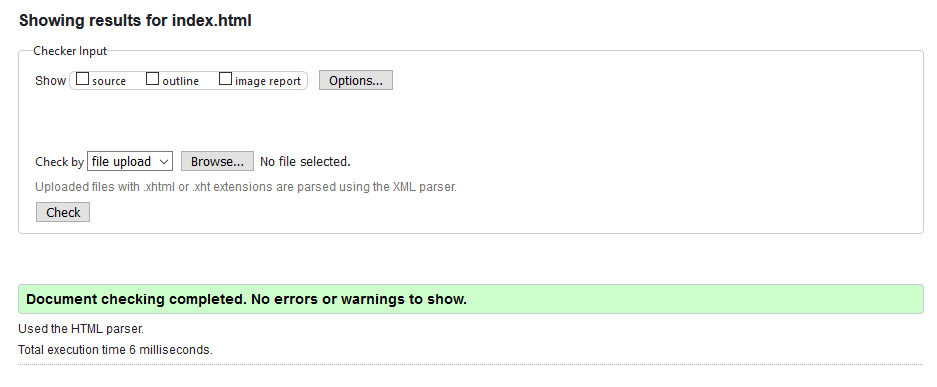 Showing results for index.html
Checker Input
Show source outline image report Options...
Check by file upload Browse... No file selected.
Uploaded files with .xhtml or .xht extensions are parsed using the XML parser.
Check
Document checking completed. No errors or warnings to show.
Used the HTML parser.
Total execution time 6 milliseconds.